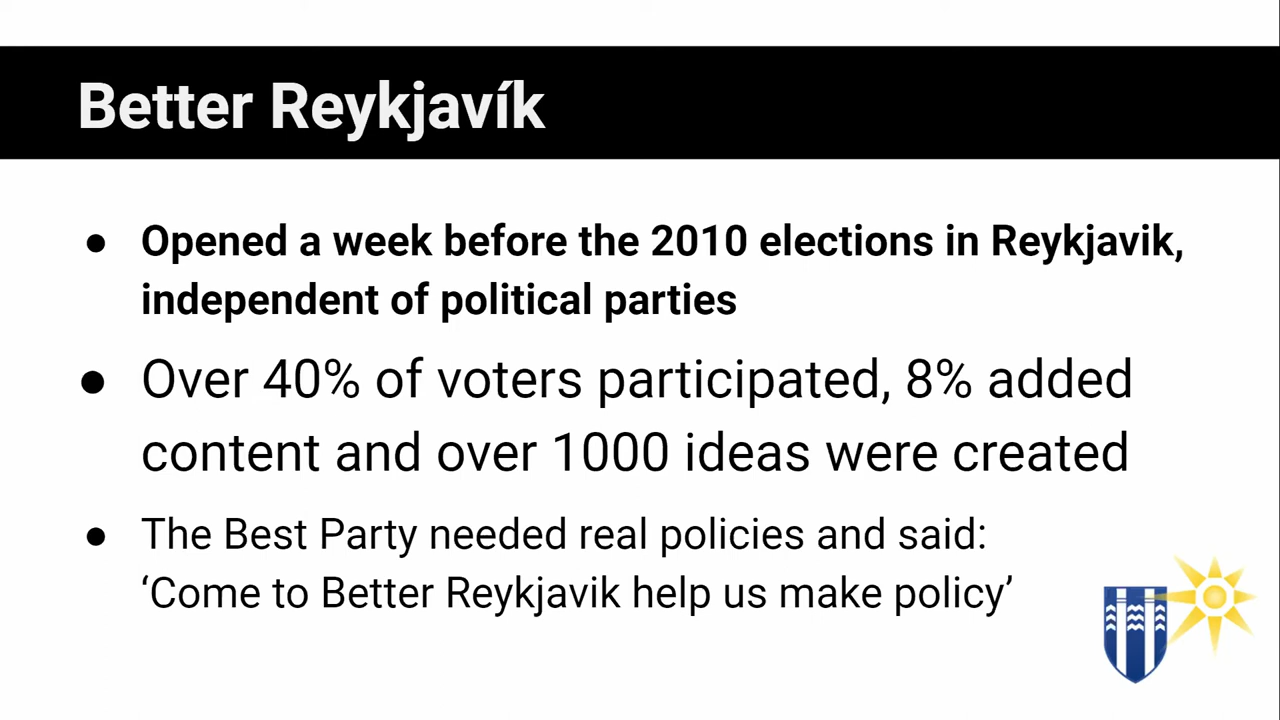 Better Reykjavík
● Opened a week before the 2010 elections in Reykjavik,
independent of political parties
● Over 40% of voters participated, 8% added
content and over 1000 ideas were created
● The Best Party needed real policies and said:
‘Come to Better Reykjavik help us make policy’